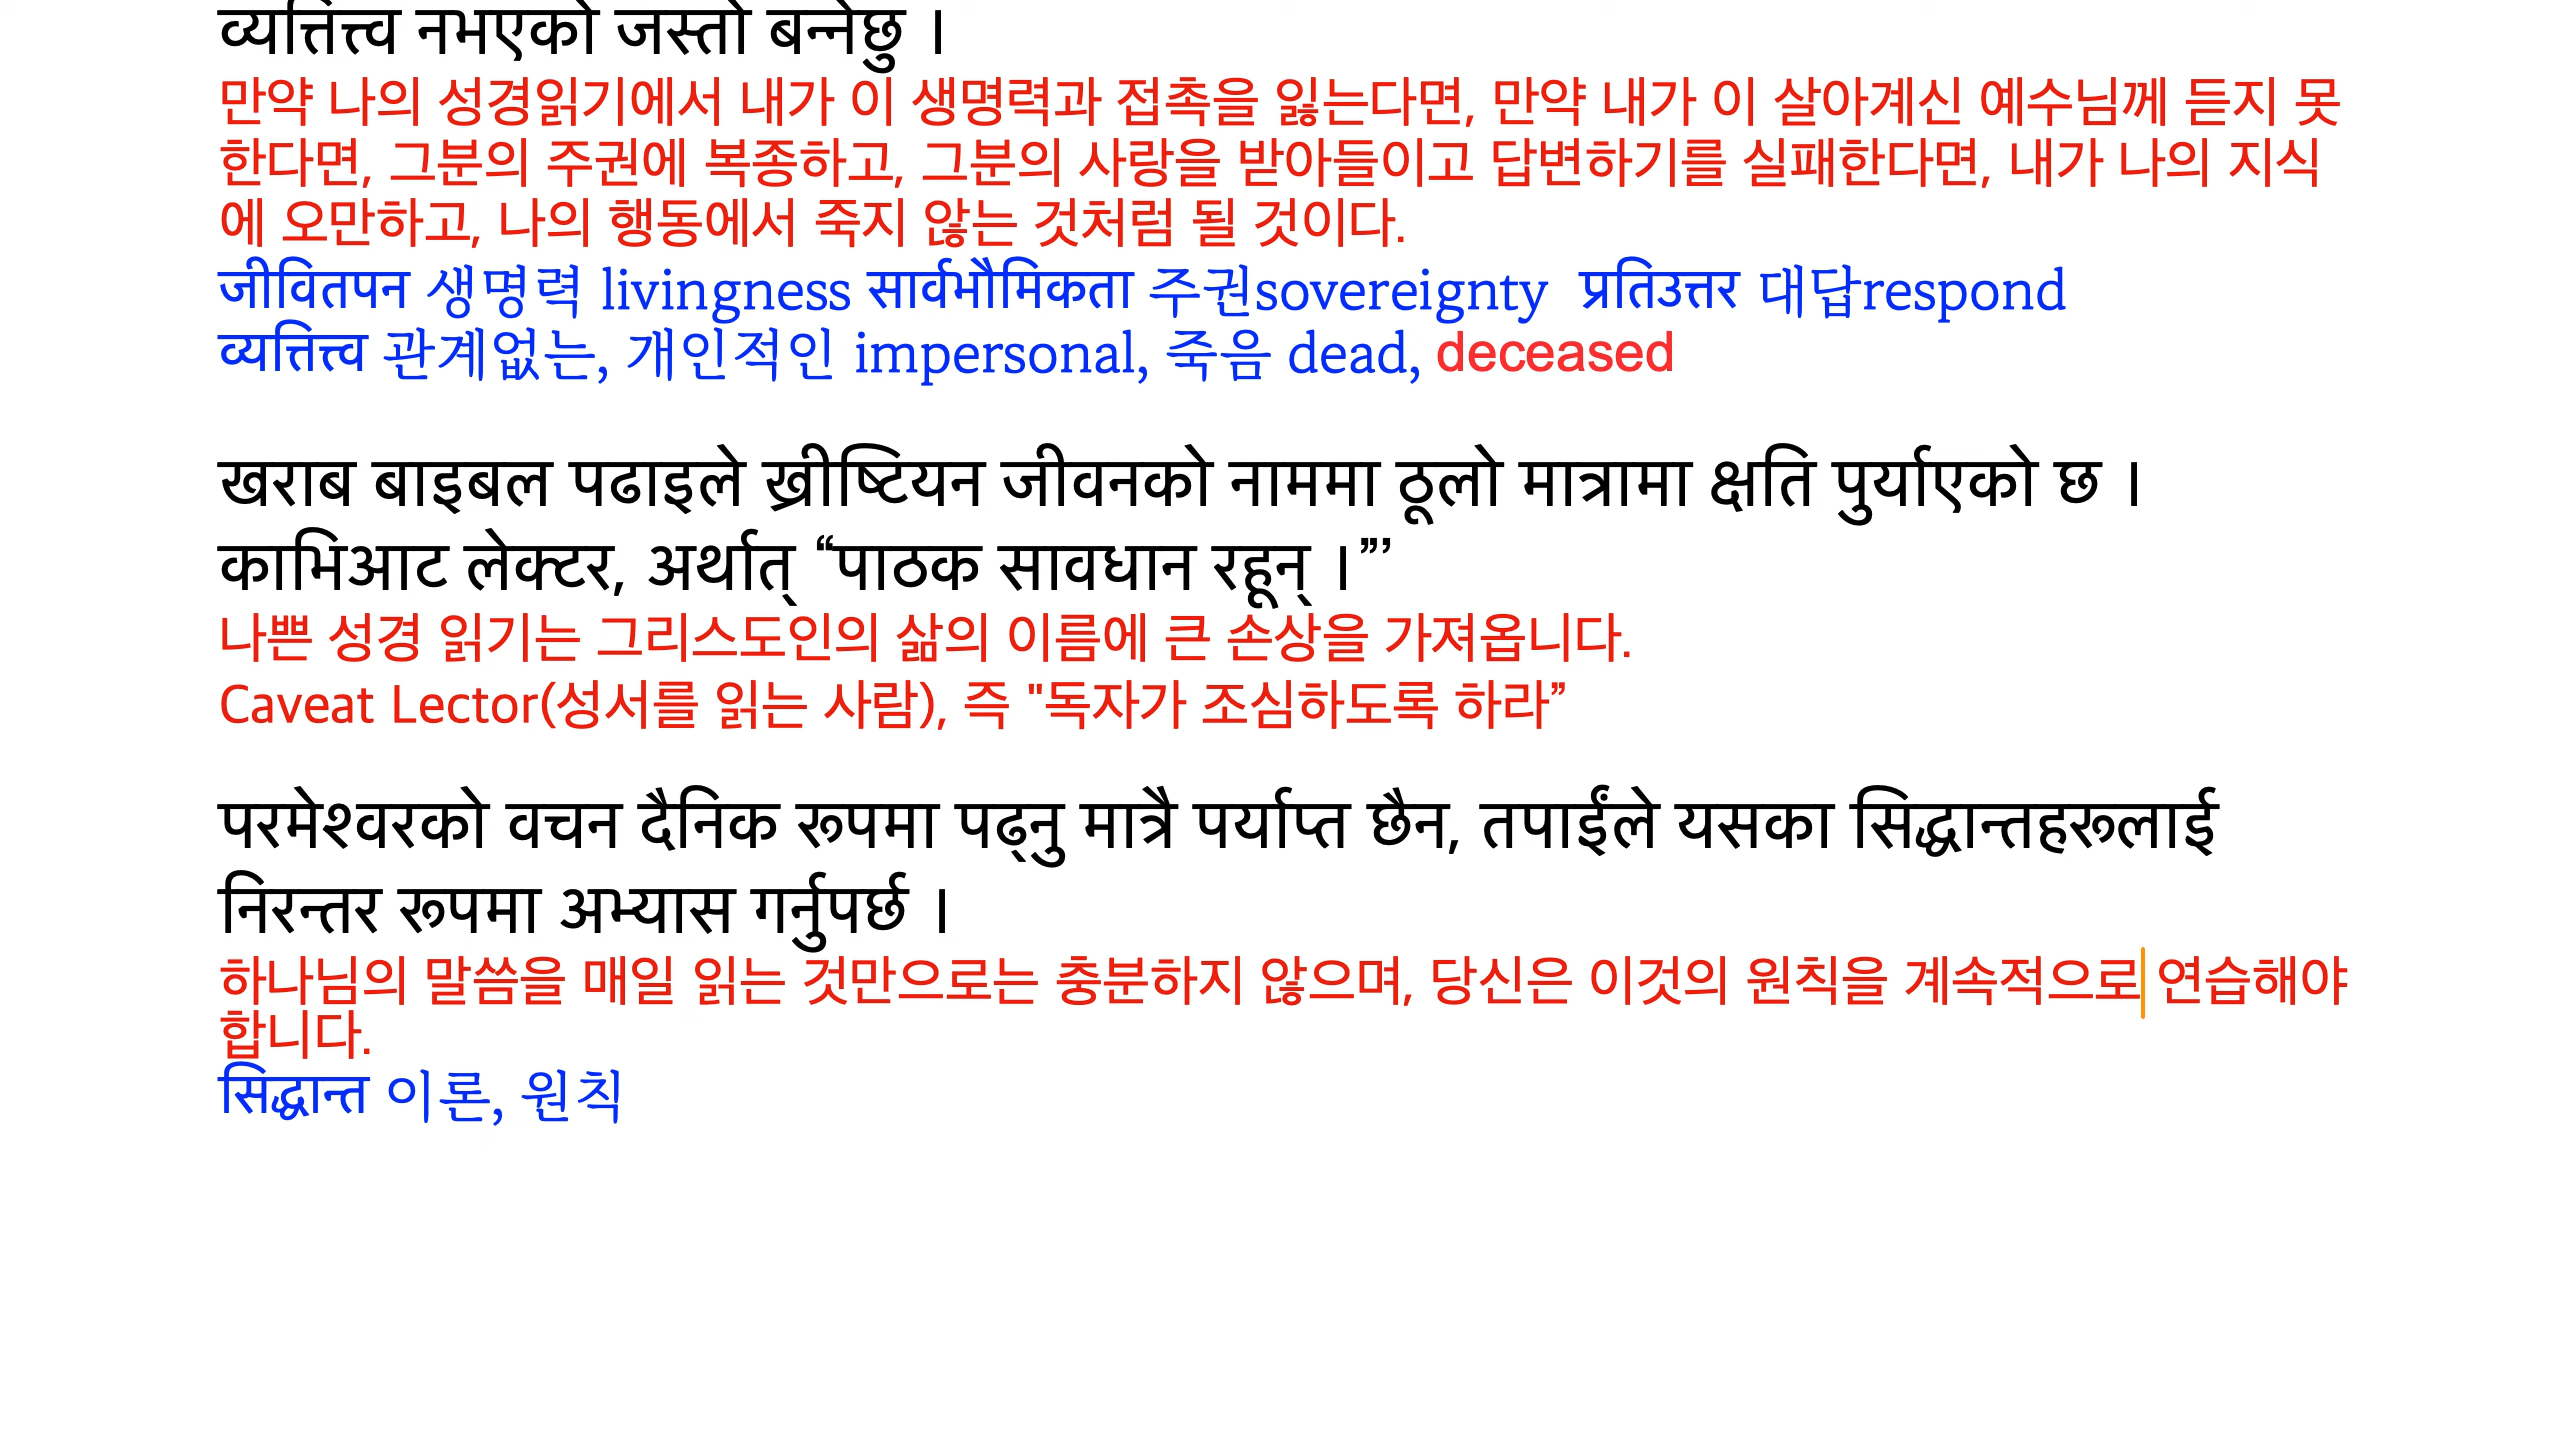 व्यक्तित्त्व नभएको जस्तो बन्नेछु ।
만약 나의 성경읽기에서 내가 이 생명력과 접촉을 잃는다면, 만약 내가 이 살아계신 예수님께 듣지 못
한다면, 그분의 주권에 복종하고, 그분의 사랑을 받아들이고 답변하기를 실패한다면, 내가 나의 지식
에 오만하고, 나의 행동에서 죽지 않는 것처럼 될 것이다.
जीवितपन 생명력 livingness सार्वभौमिकता 주권sovereignty  प्रतिउत्तर 대답respond
व्यत्तित्त्व 관계없는, 개인적인 impersonal, 죽음 dead, deceased
खराब बाइबल पढाइले ख्रीष्टियन जीवनको नाममा ठूलो मात्रामा क्षति पुर्याएको छ ।
काभिआट लेक्टर, अर्थात् “पाठक सावधान रहून् ।”’
나쁜 성경 읽기는 그리스도인의 삶의 이름에 큰 손상을 가져옵니다.
Caveat Lector(성서를 읽는 사람), 즉 "독자가 조심하도록 하라”
परमेश्वरको वचन दैनिक रूपमा पढ्नु मात्रै पर्याप्त छैन, तपाईंले यसका सिद्धान्तहरूलाई
निरन्तर रूपमा अभ्यास गर्नुपर्छ ।
하나님의 말씀을 매일 읽는 것만으로는 충분하지 않으며, 당신은 이것의 원칙을 계속적으로 연습해야
합니다.
सिद्धान्त 이론, 원칙